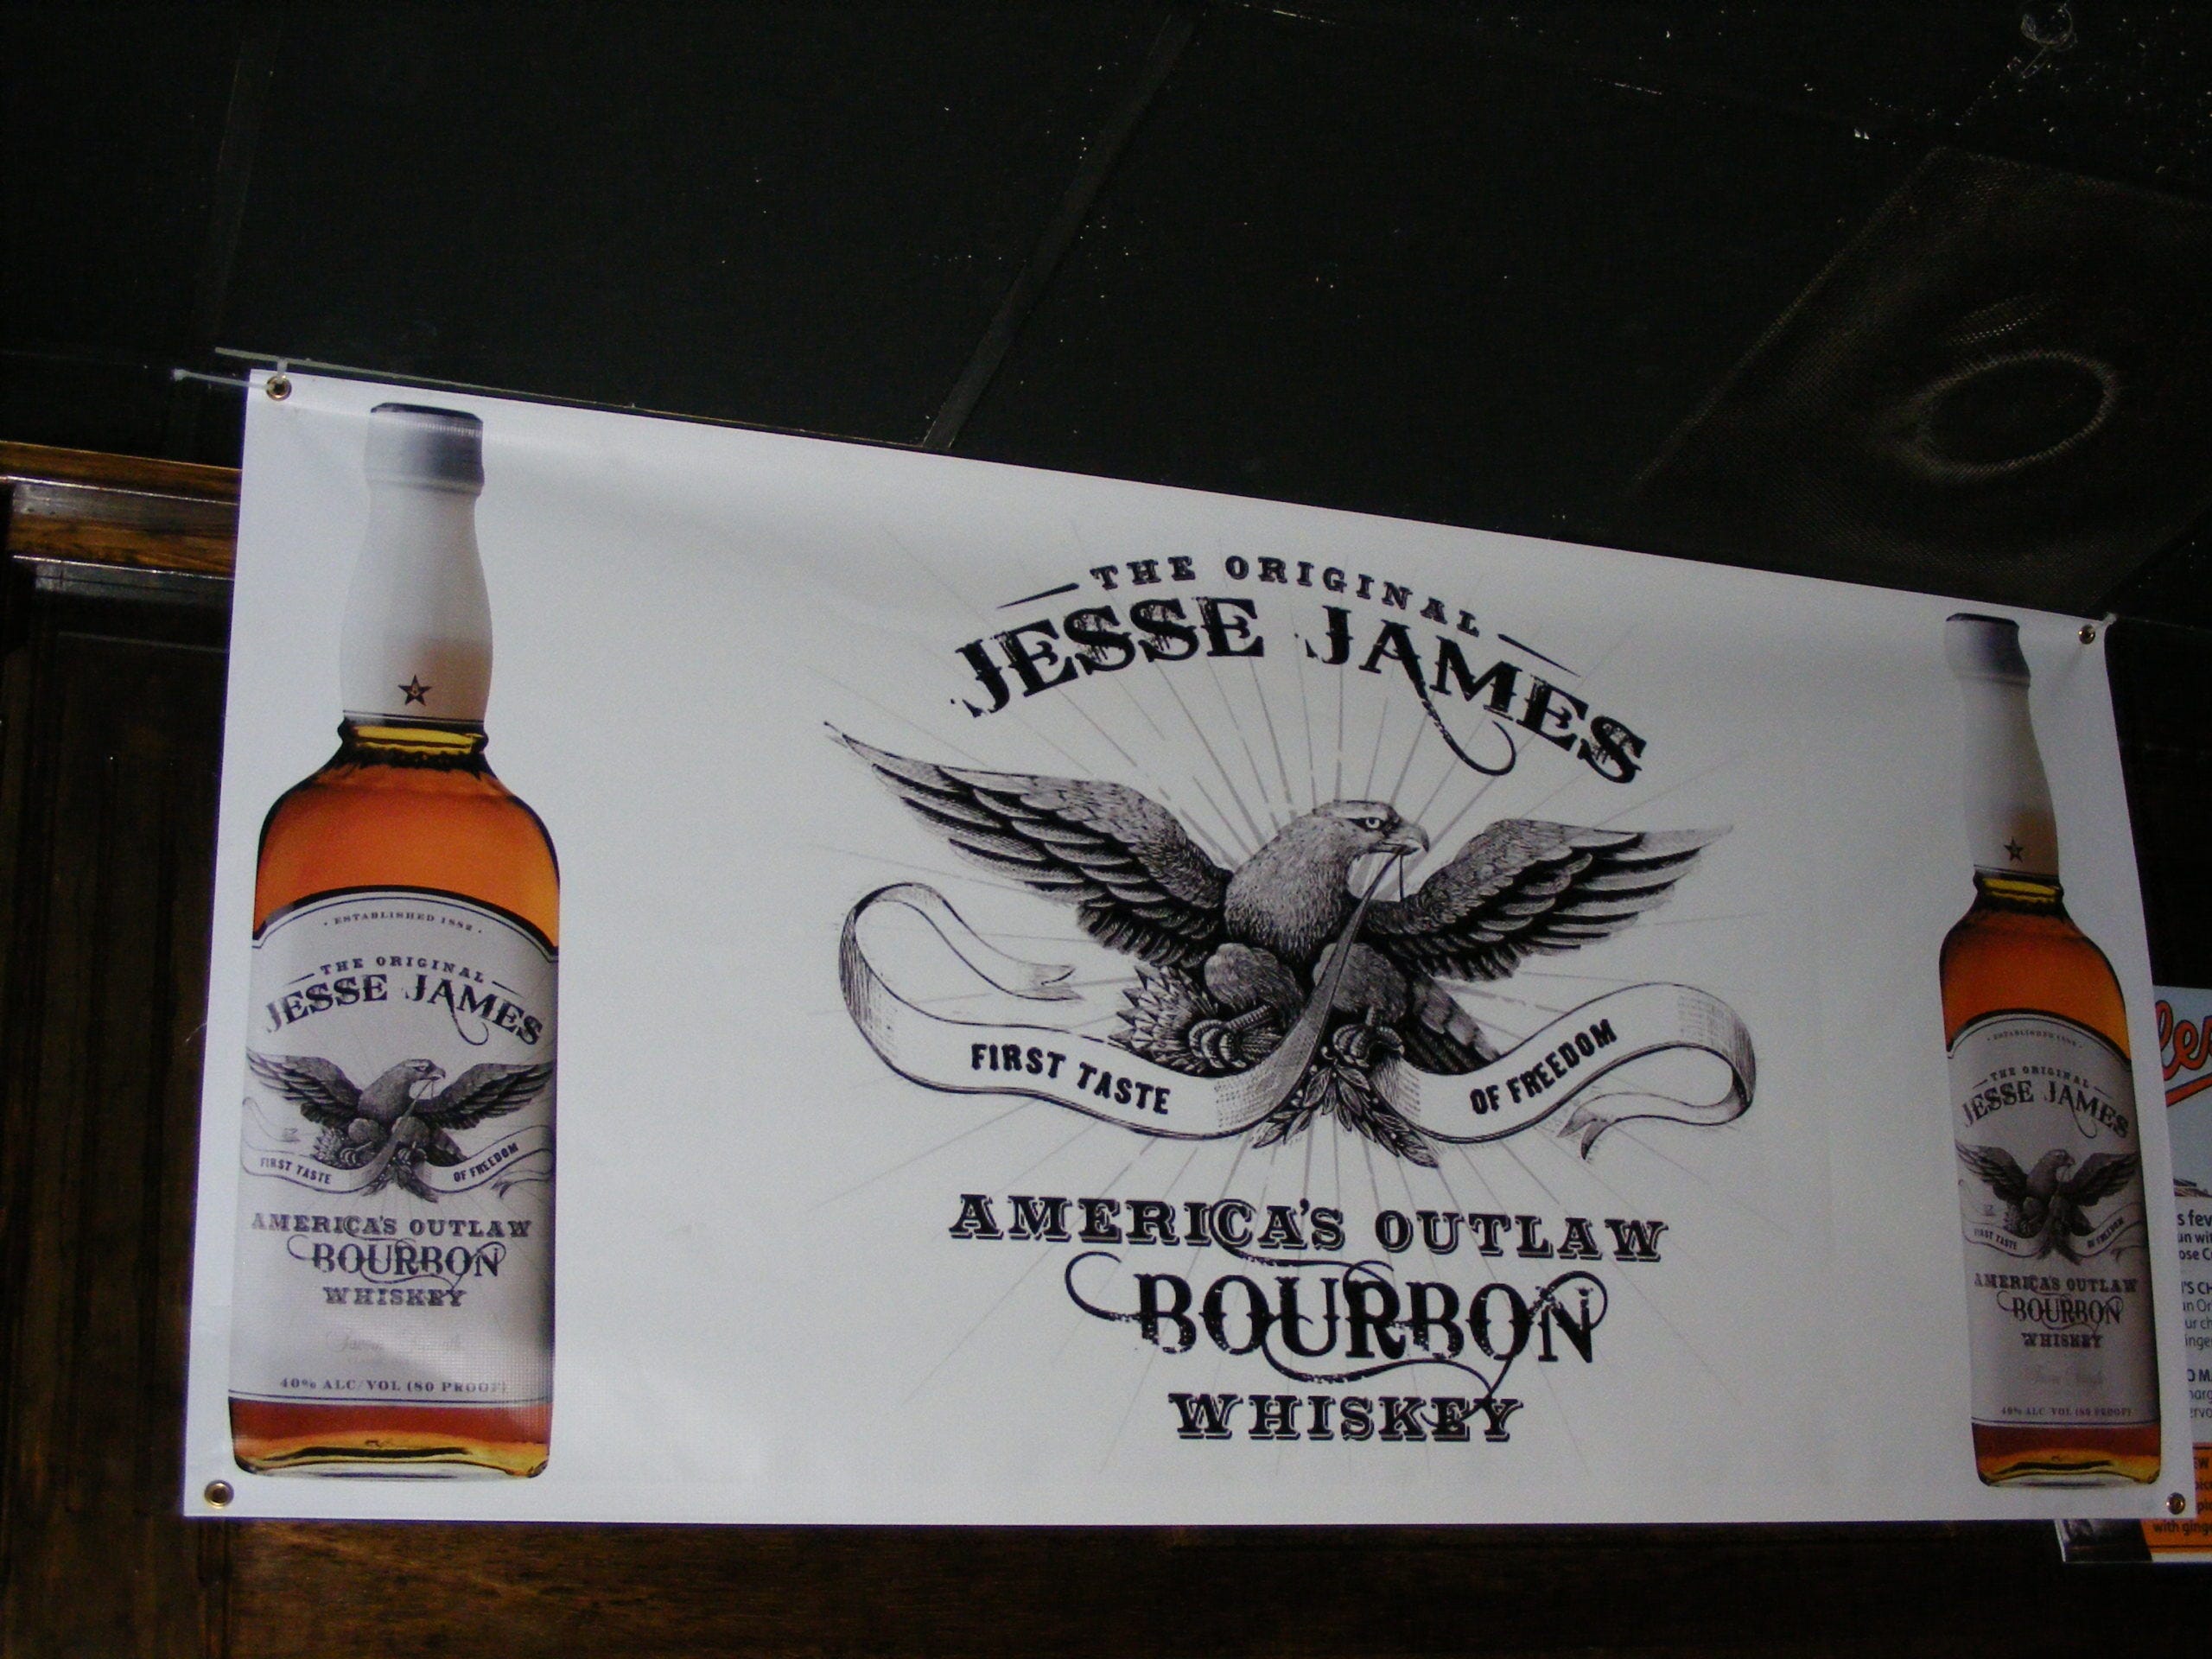 THE ORIGINAL
JESSE JAMES
FIRST TASTE OF FREEDOM
AMERICA'S OUTLAW
BOURBON
WHISKEY
· ESTABLISHED 1882 ·
THE ORIGINAL
JESSE JAMES
FIRST TASTE OF FREEDOM
AMERICA'S OUTLAW
BOURBON
WHISKEY
40% ALC/VOL (80 PROOF)
THE ORIGINAL
JESSE JAMES
FIRST TASTE OF FREEDOM
AMERICA'S OUTLAW
BOURBON
WHISKEY
40% ALC/VOL (80 PROOF)
with